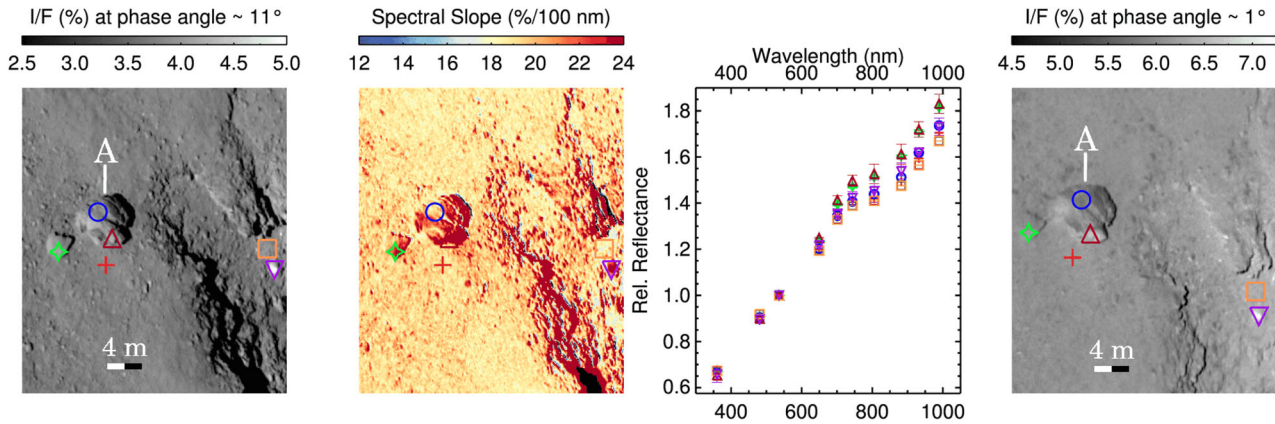 I/F (%) at phase angle ~ 11°
2.5 3.0 3.5 4.0 4.5 5.0
A
4 m
Spectral Slope (%/100 nm)
12 14 16 18 20 22 24
Wavelength (nm)
400 600 800 1000
Rel. Reflectance
1.8
1.6
1.4
1.2
1.0
0.8
0.6
400 600 800 1000
I/F (%) at phase angle ~ 1°
4.5 5.0 5.5 6.0 6.5 7.0
A
4 m